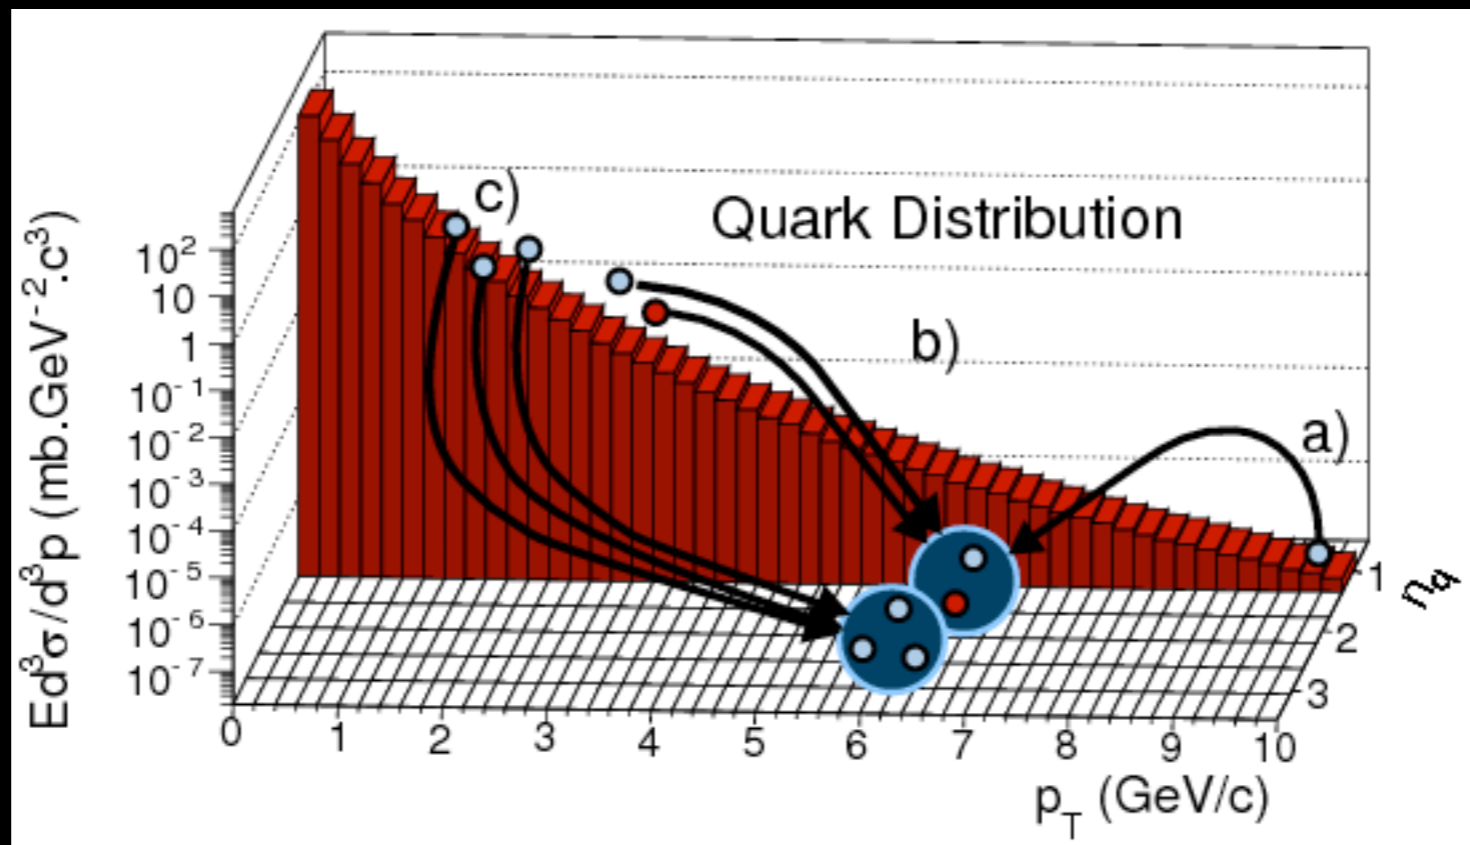 c)
Quark Distribution
b)
a)
Ed³σ/d³p (mb.GeV⁻².c³)
10²
10
1
10⁻¹
10⁻²
10⁻³
10⁻⁴
10⁻⁵
10⁻⁶
10⁻⁷
1
2
3
n_q
0 1 2 3 4 5 6 7 8 9 10
p_T (GeV/c)